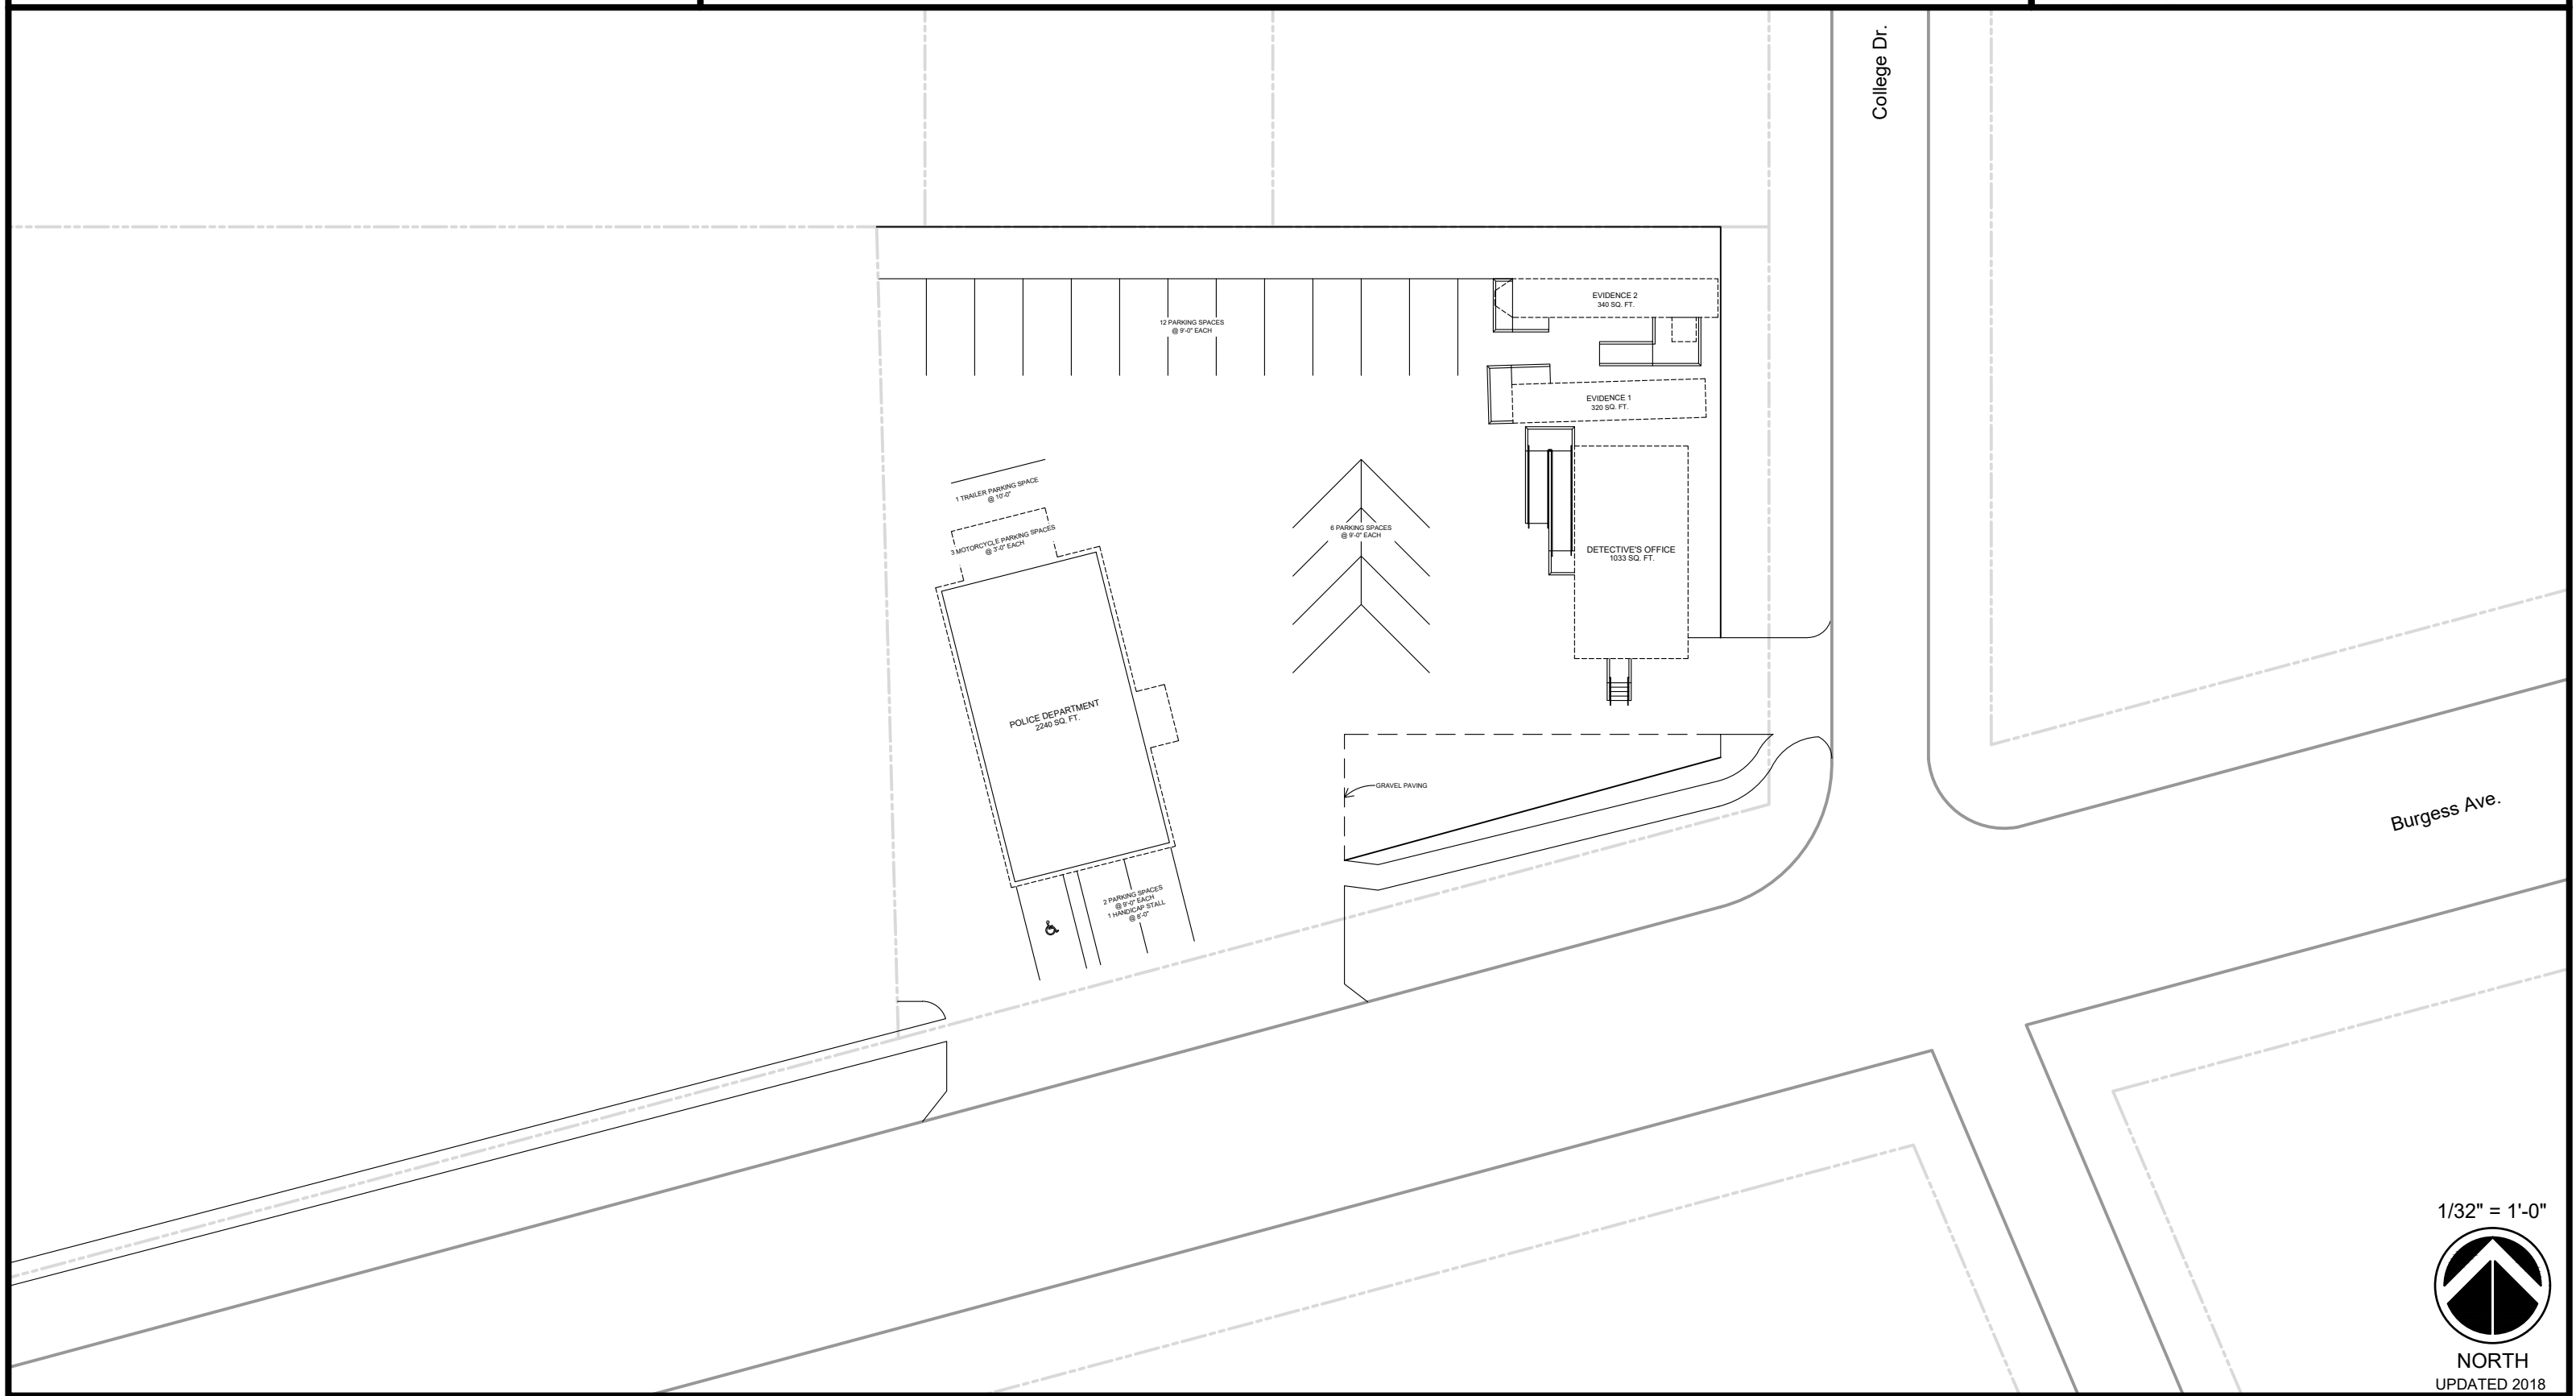 College Dr.
EVIDENCE 2
340 SQ. FT.
12 PARKING SPACES
@ 9'-0" EACH
EVIDENCE 1
320 SQ. FT.
1 TRAILER PARKING SPACE
@ 10'-0"
3 MOTORCYCLE PARKING SPACES
@ 3'-0" EACH
6 PARKING SPACES
@ 9'-0" EACH
DETECTIVE'S OFFICE
1033 SQ. FT.
POLICE DEPARTMENT
2240 SQ. FT.
GRAVEL PAVING
Burgess Ave.
2 PARKING SPACES
@ 9'-0" EACH
1 HANDICAP STALL
@ 8'-0"
1/32" = 1'-0"
NORTH
UPDATED 2018